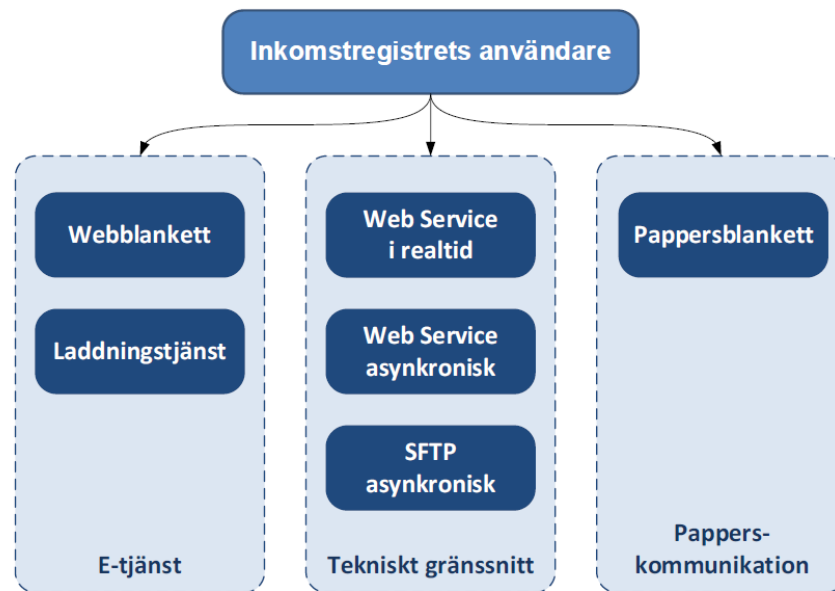 Inkomstregistrets användare
Webblankett
Laddningstjänst
E-tjänst
Web Service
i realtid
Web Service
asynkronisk
SFTP
asynkronisk
Tekniskt gränssnitt
Pappersblankett
Pappers-
kommunikation